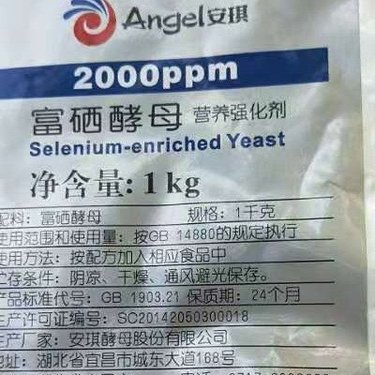 Angel安琪
2000ppm
富硒酵母 营养强化剂
Selenium-enriched Yeast
净含量: 1kg
配料: 富硒酵母 规格: 1千克
使用范围和使用量: 按GB 14880的规定执行
使用方法: 按配方加入相应食品中
贮存条件: 阴凉、干燥、通风避光保存。
产品标准代号: GB 1903.21 保质期: 24个月
生产许可证编号: SC20142050300018
生产厂家: 安琪酵母股份有限公司
地址: 湖北省宜昌市城东大道168号